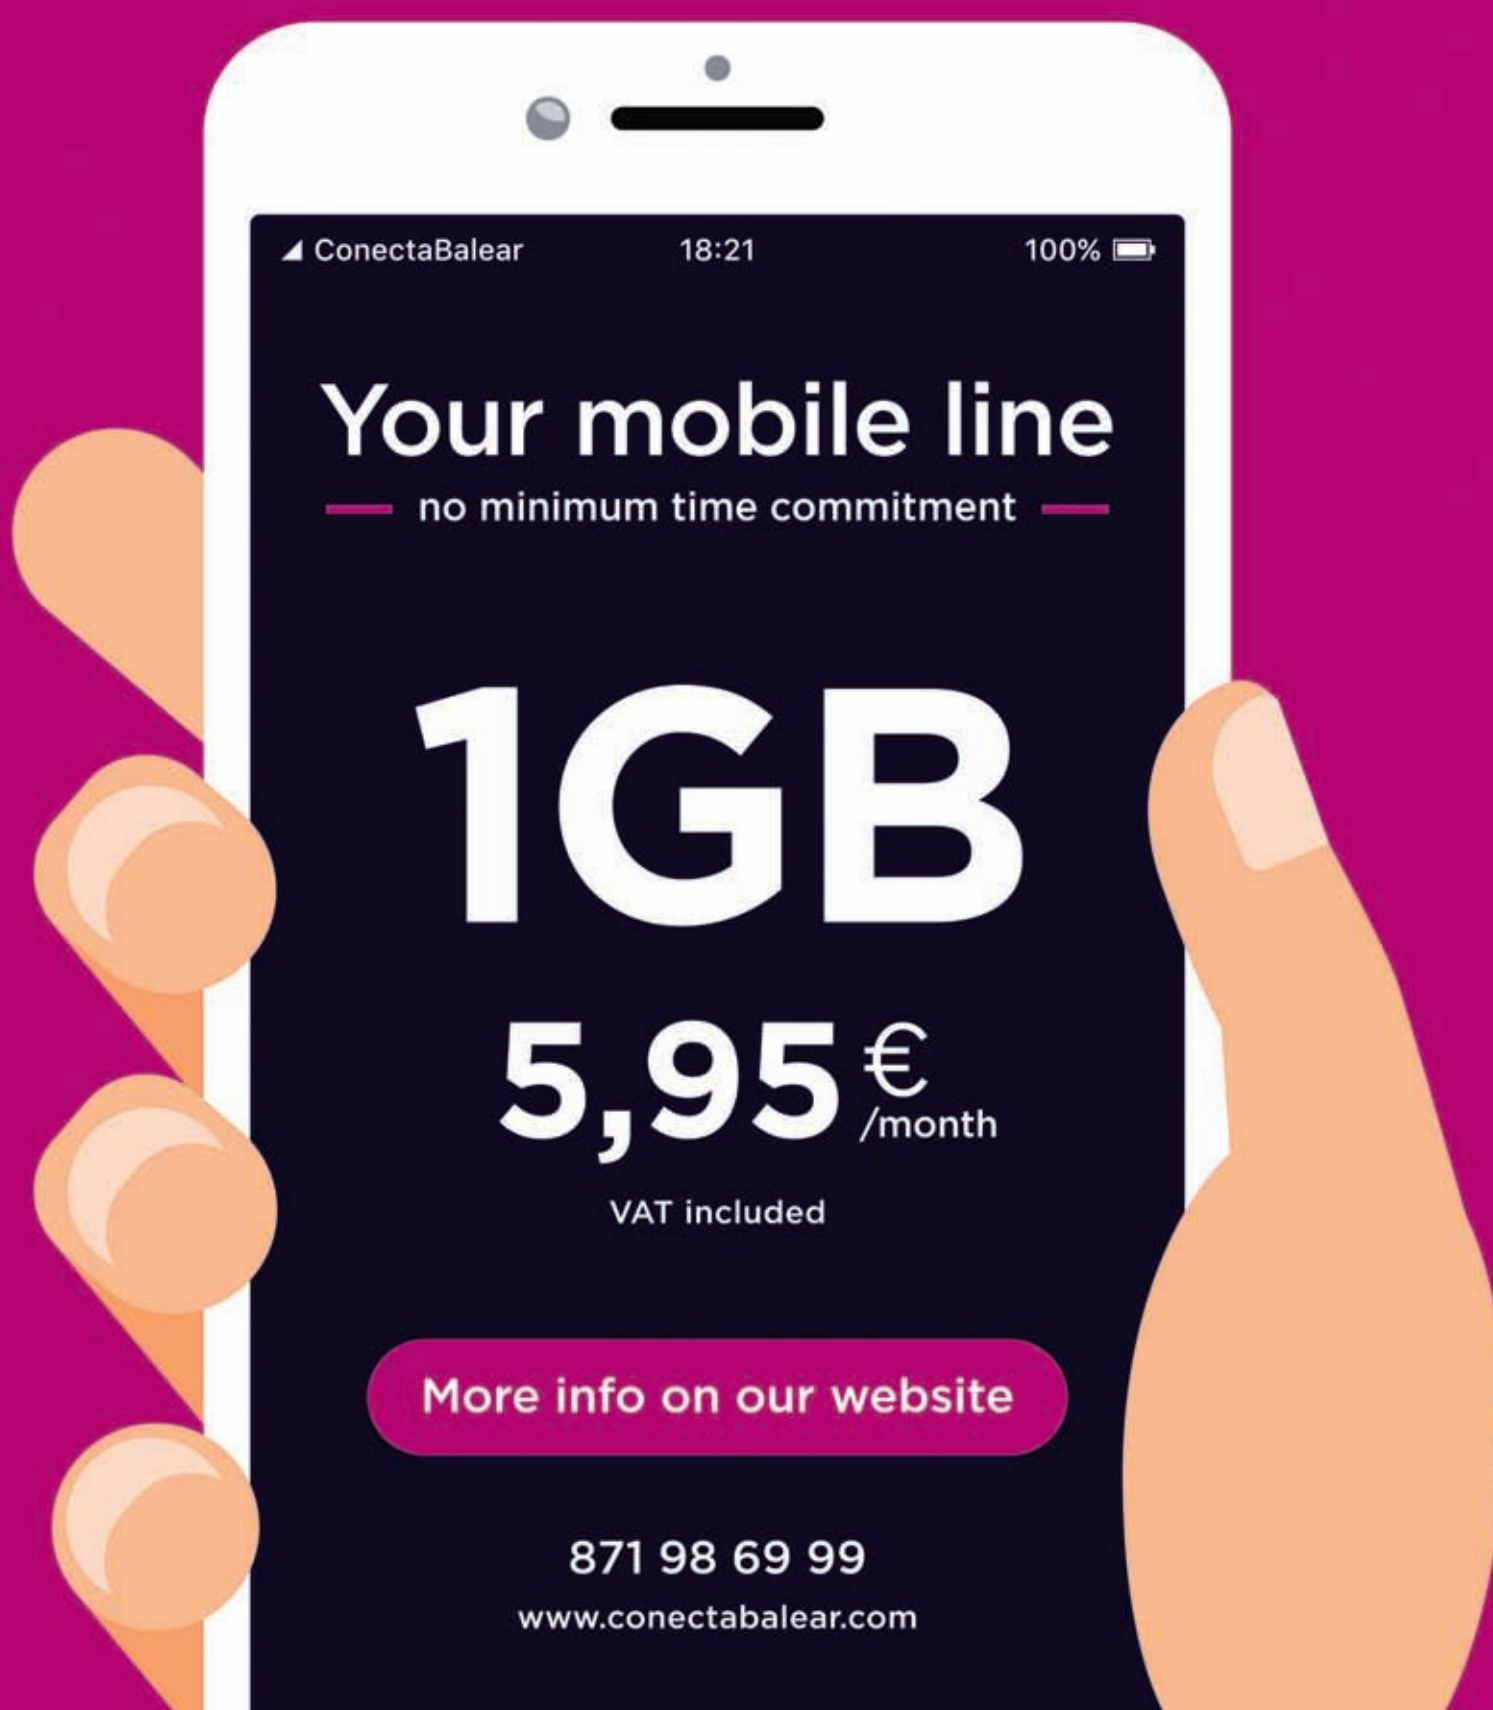 ConectaBalear 18:21 100%
Your mobile line
no minimum time commitment
1GB
5,95 €
/month
VAT included
More info on our website
871 98 69 99
www.conectabalear.com